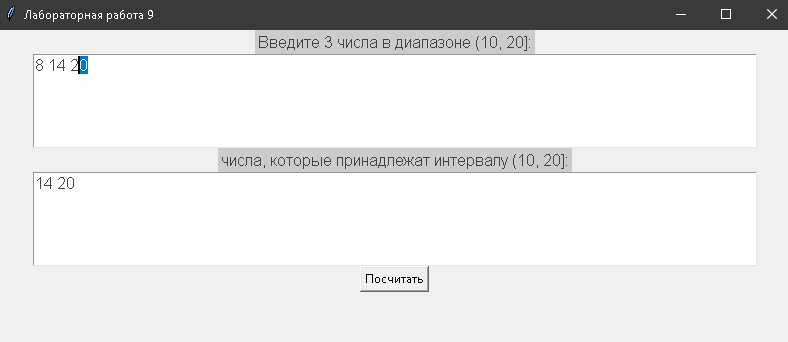 Лабораторная работа 9
Введите 3 числа в диапазоне (10, 20]:
8 14 20
числа, которые принадлежат интервалу (10, 20]:
14 20
Посчитать